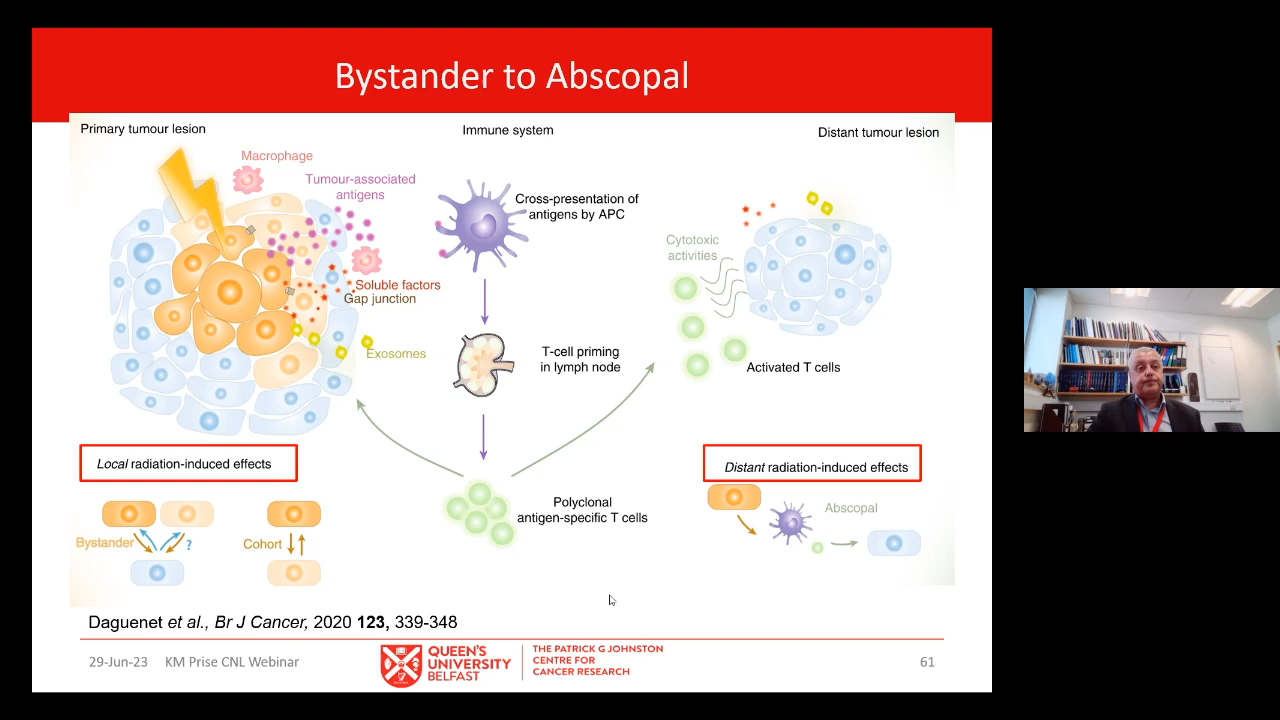 Bystander to Abscopal
Primary tumour lesion
Immune system
Distant tumour lesion
Macrophage
Tumour-associated
antigens
Cross-presentation of
antigens by APC
Cytotoxic
activities
Soluble factors
Gap junction
Exosomes
T-cell priming
in lymph node
Activated T cells
Local radiation-induced effects
Distant radiation-induced effects
Polyclonal
antigen-specific T cells
Abscopal
Bystander
?
Cohort
Daguenet et al., Br J Cancer, 2020 123, 339-348
29-Jun-23
KM Prise CNL Webinar
QUEEN'S
UNIVERSITY
BELFAST
THE PATRICK G JOHNSTON
CENTRE FOR
CANCER RESEARCH
61